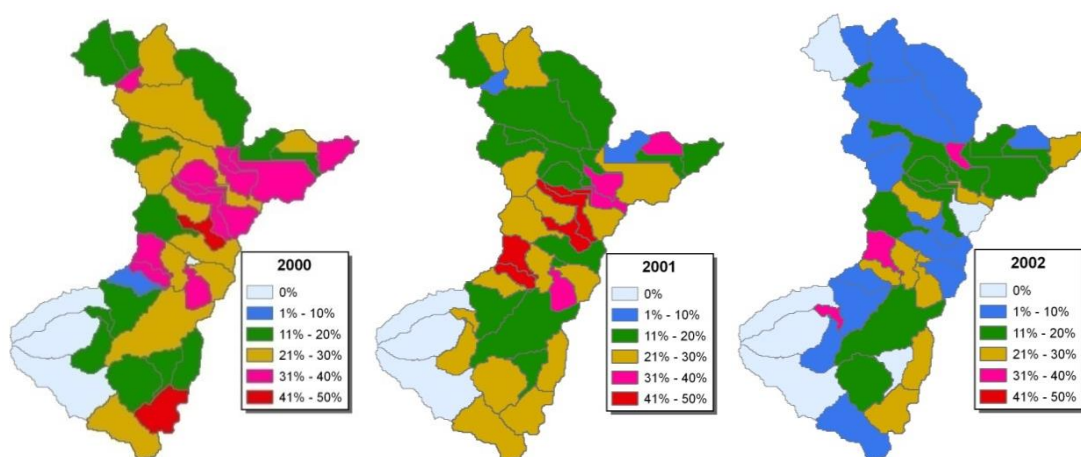 2000
0%
1% - 10%
11% - 20%
21% - 30%
31% - 40%
41% - 50%
2001
0%
1% - 10%
11% - 20%
21% - 30%
31% - 40%
41% - 50%
2002
0%
1% - 10%
11% - 20%
21% - 30%
31% - 40%
41% - 50%